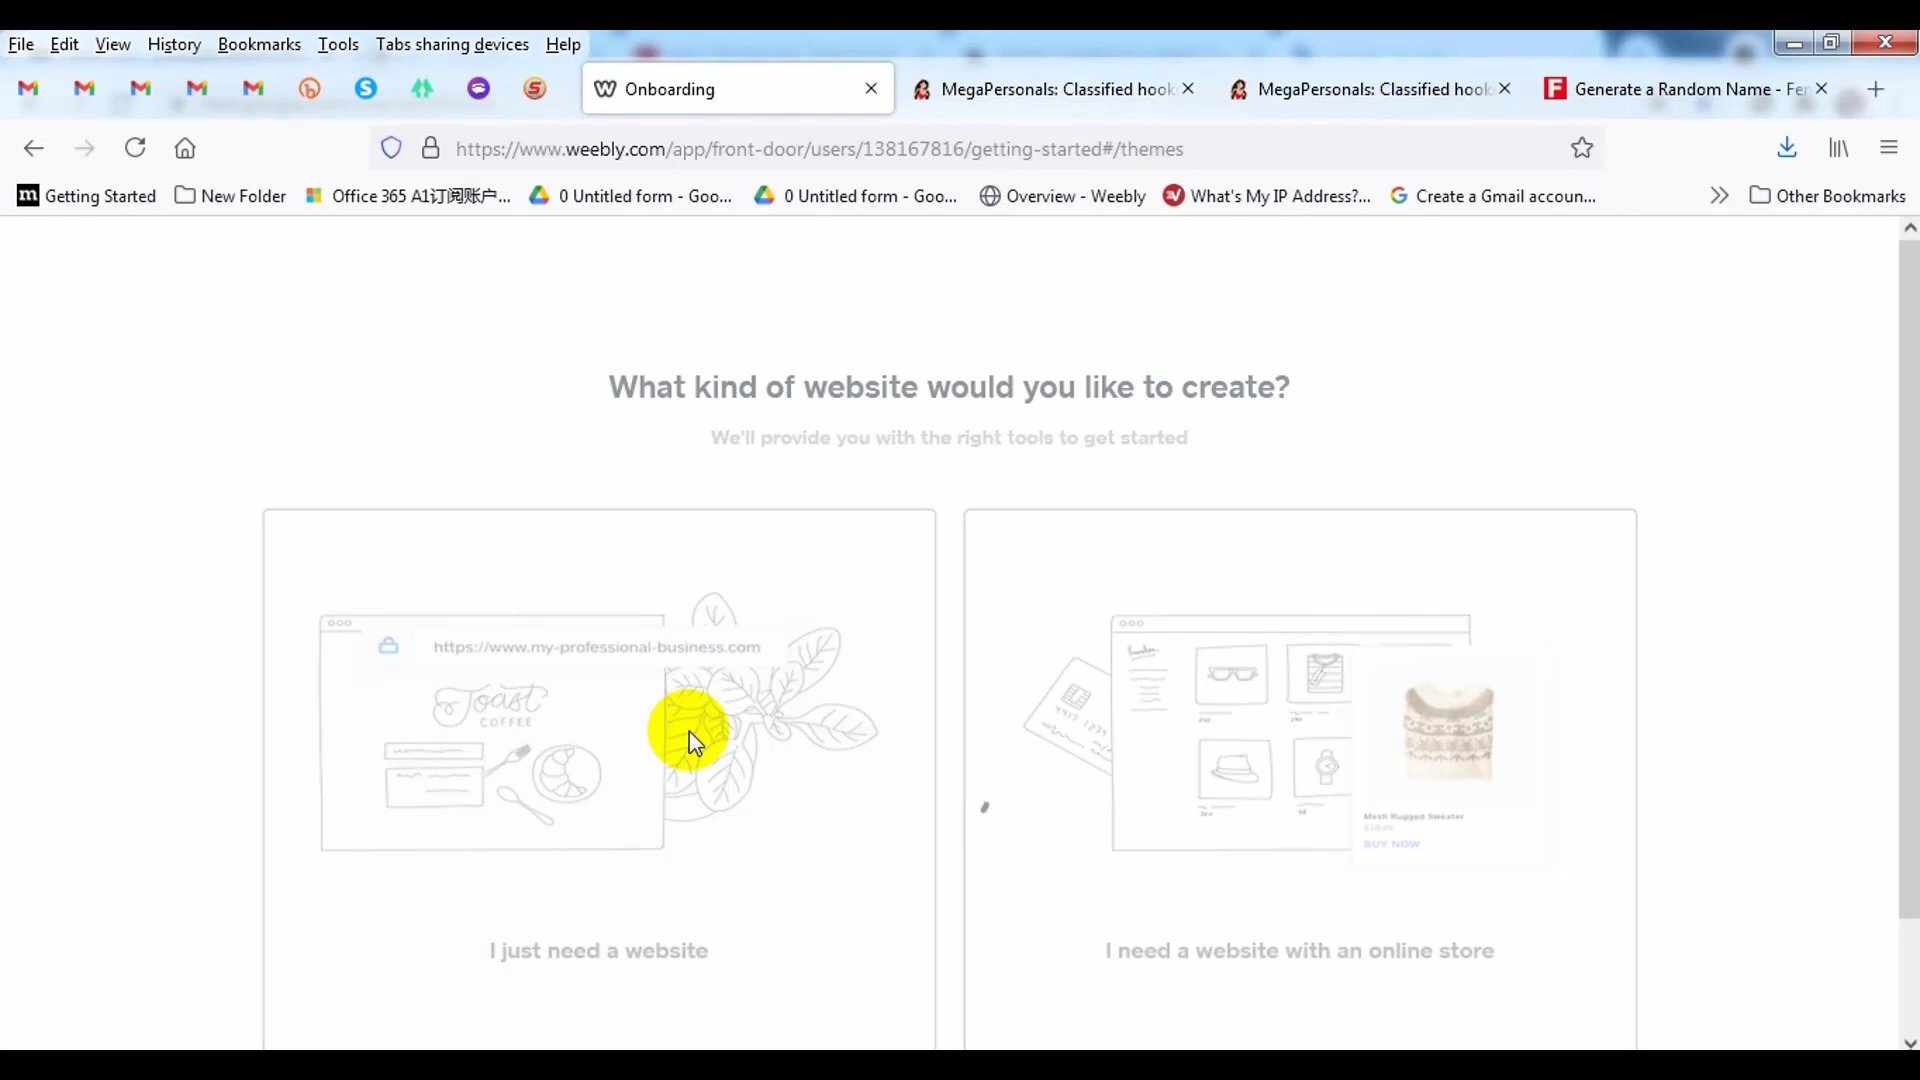 File Edit View History Bookmarks Tools Tabs sharing devices Help
Onboarding
MegaPersonals: Classified hook
MegaPersonals: Classified hook
Generate a Random Name - Fe
https://www.weebly.com/app/front-door/users/138167816/getting-started#/themes
Getting Started
New Folder
Office 365 A1订阅账户...
0 Untitled form - Goo...
0 Untitled form - Goo...
Overview - Weebly
What's My IP Address?...
Create a Gmail accoun...
Other Bookmarks
What kind of website would you like to create?
We'll provide you with the right tools to get started
https://www.my-professional-business.com
Toast
COFFEE
Mesh Rugged Sweater
BUY NOW
I just need a website
I need a website with an online store